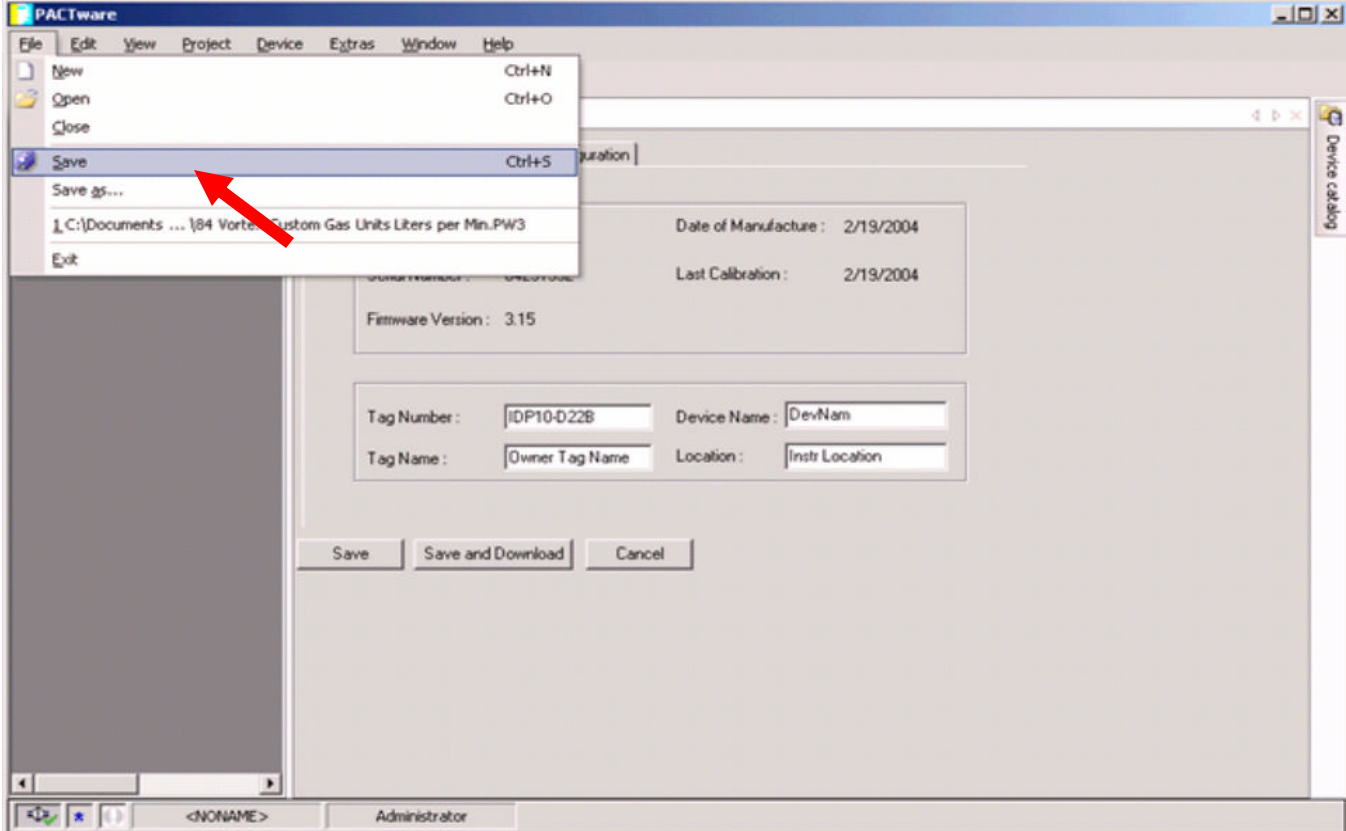 PACTware
File Edit View Project Device Extras Window Help
New Ctrl+N
Open Ctrl+O
Close
Save Ctrl+S
Save as...
1 C:\Documents ... \84 Custom Gas Units Liters per Min.PW3
Exit
Date of Manufacture : 2/19/2004
Last Calibration : 2/19/2004
Firmware Version : 3.15
Tag Number : IDP10-D22B Device Name : DevNam
Tag Name : Owner Tag Name Location : Instr Location
Save Save and Download Cancel
Device catalog
<NONAME> Administrator